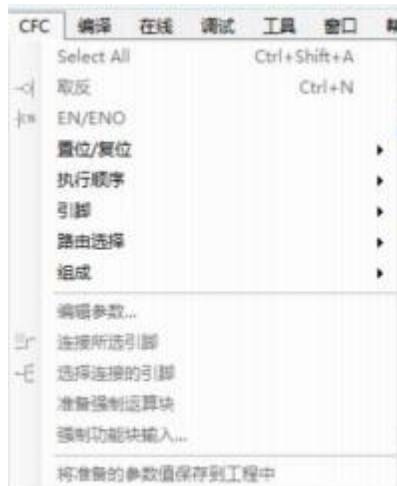 CFC 编译 在线 调试 工具 窗口
Select All Ctrl+Shift+A
取反 Ctrl+N
EN/ENO
置位/复位
执行顺序
引脚
路由选择
组成
编辑参数...
连接所选引脚
选择连接的引脚
准备强制运算块
强制功能块输入...
将准备的参数值保存到工程中